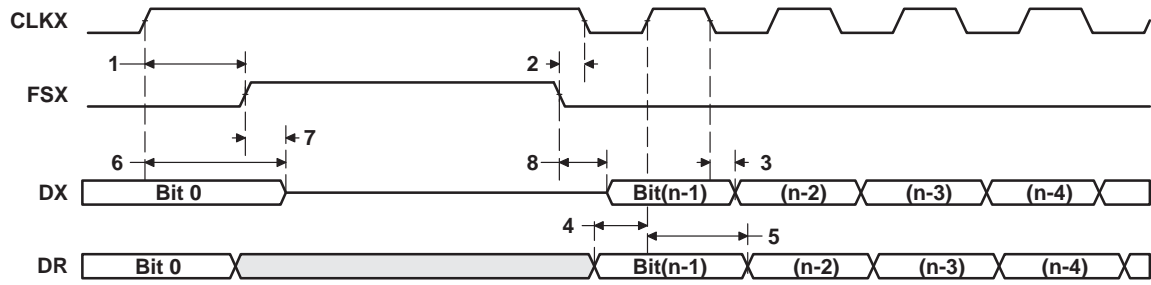 CLKX
1 2
FSX
7
6 8 3
DX Bit 0 Bit(n-1) (n-2) (n-3) (n-4)
4 5
DR Bit 0 Bit(n-1) (n-2) (n-3) (n-4)